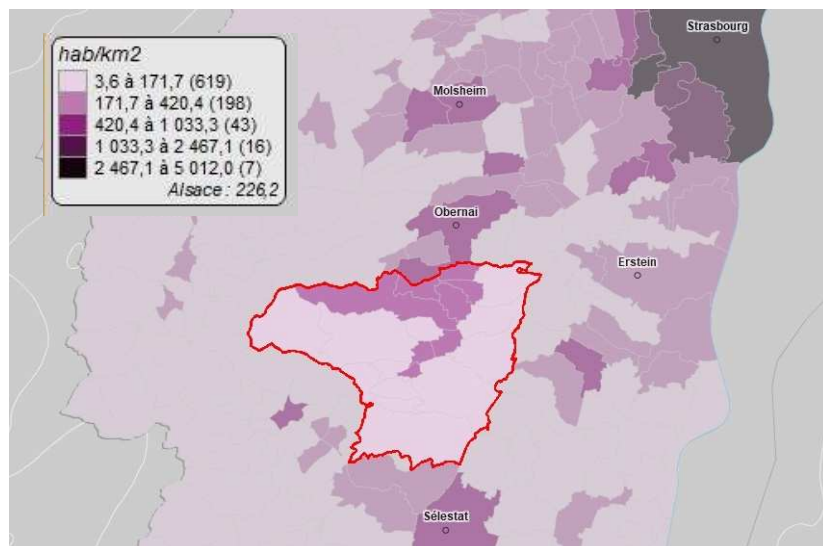 hab/km2
3,6 à 171,7 (619)
171,7 à 420,4 (198)
420,4 à 1 033,3 (43)
1 033,3 à 2 467,1 (16)
2 467,1 à 5 012,0 (7)
Alsace : 226,2
Strasbourg
Molsheim
Obernai
Erstein
Sélestat